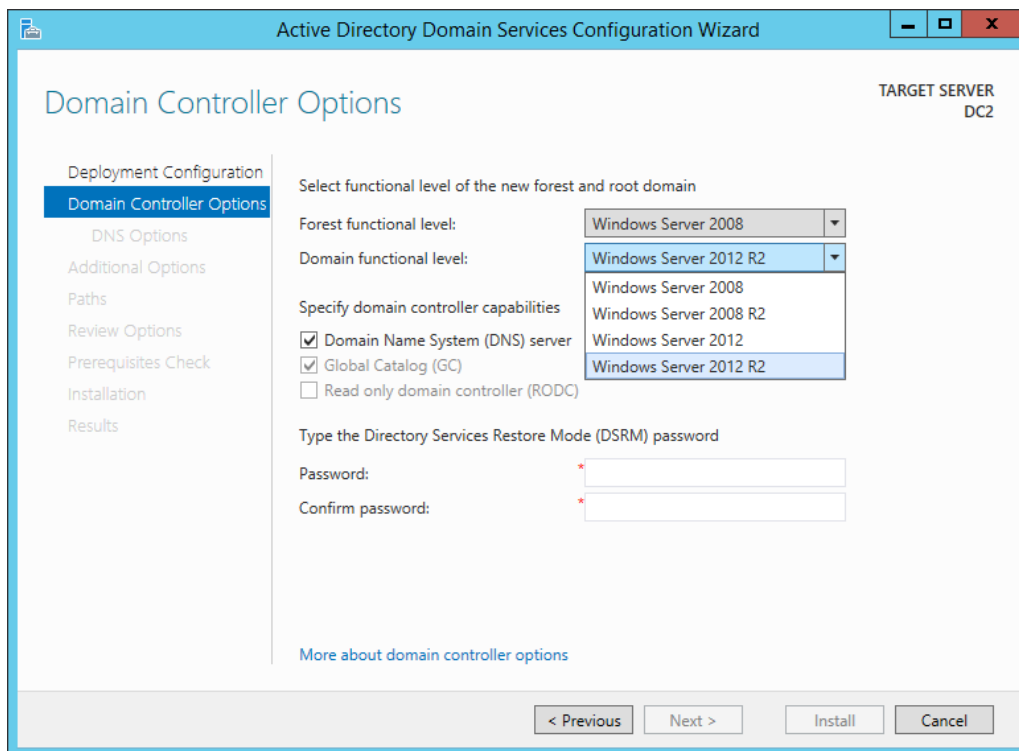 Active Directory Domain Services Configuration Wizard
Domain Controller Options
TARGET SERVER
DC2
Deployment Configuration
Domain Controller Options
DNS Options
Additional Options
Paths
Review Options
Prerequisites Check
Installation
Results
Select functional level of the new forest and root domain
Forest functional level: Windows Server 2008
Domain functional level: Windows Server 2012 R2
Windows Server 2008
Windows Server 2008 R2
Windows Server 2012
Windows Server 2012 R2
Specify domain controller capabilities
Domain Name System (DNS) server
Global Catalog (GC)
Read only domain controller (RODC)
Type the Directory Services Restore Mode (DSRM) password
Password: *
Confirm password: *
More about domain controller options
< Previous Next > Install Cancel